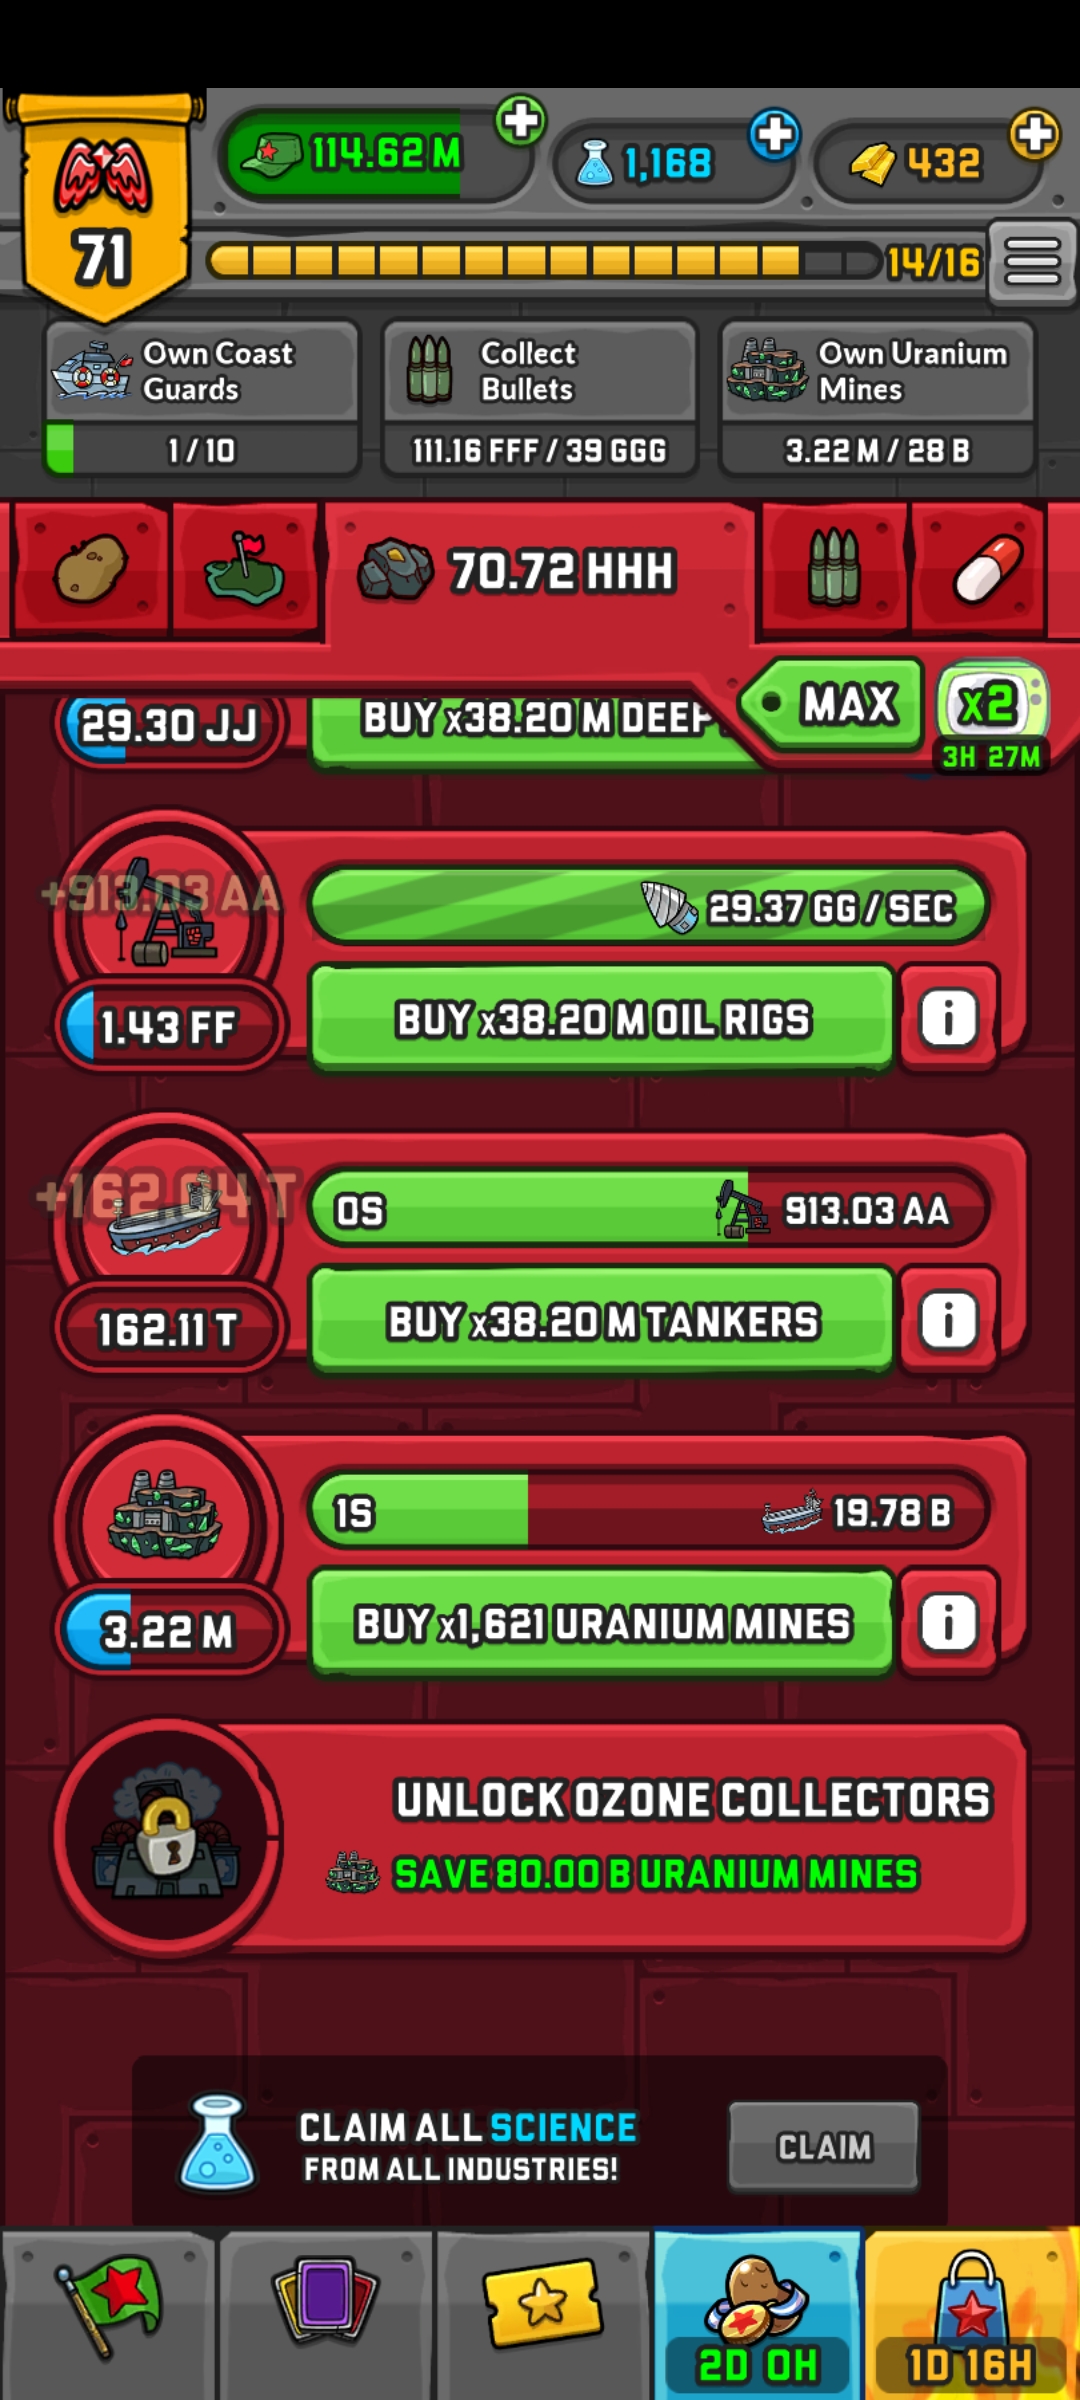 114.62 M
1,168
432
71
14/16
Own Coast
Guards
1 / 10
Collect
Bullets
111.16 FFF / 39 GGG
Own Uranium
Mines
3.22 M / 28 B
70.72 HHH
MAX
x2
3H 27M
29.30 JJ
BUY x38.20 M DEEP
+913.03 AA
29.37 GG / SEC
1.43 FF
BUY x38.20 M OIL RIGS
i
+162.04 T
0S
913.03 AA
162.11 T
BUY x38.20 M TANKERS
i
1S
19.78 B
3.22 M
BUY x1,621 URANIUM MINES
i
UNLOCK OZONE COLLECTORS
SAVE 80.00 B URANIUM MINES
CLAIM ALL SCIENCE
FROM ALL INDUSTRIES!
CLAIM
2D 0H
1D 16H